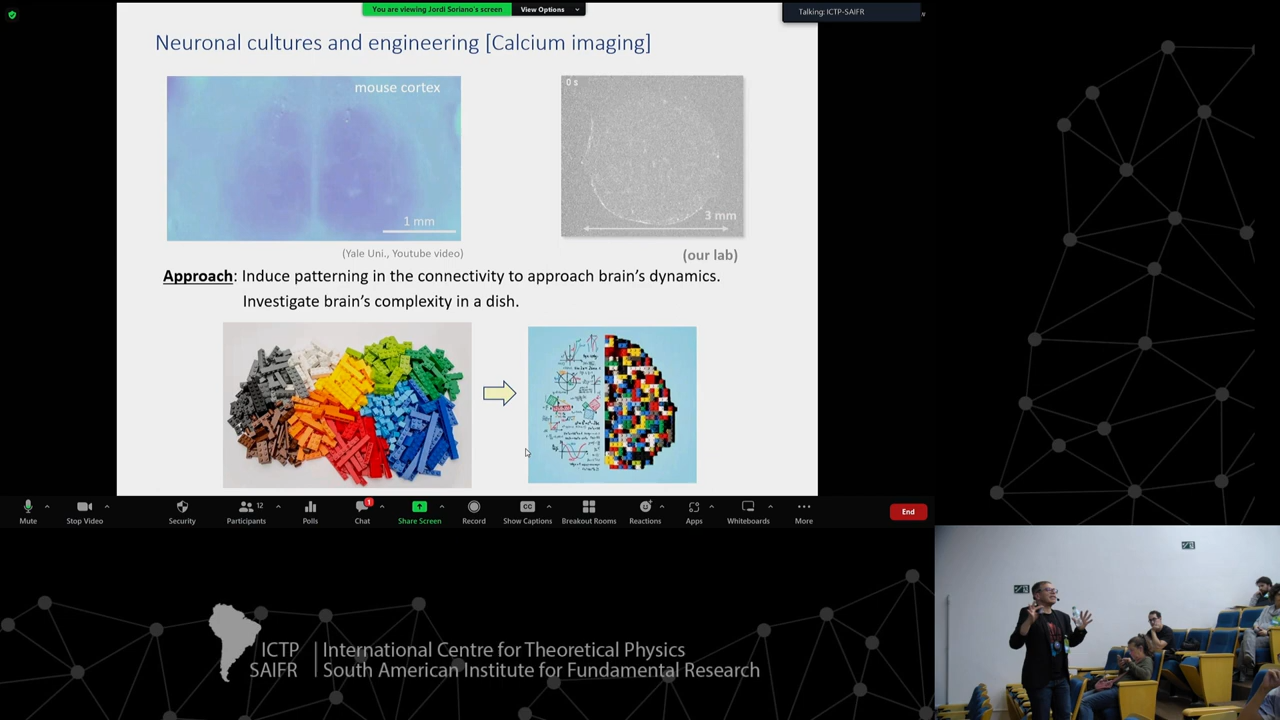 You are viewing Jordi Soriano's screen
View Options
Talking: ICTP-SAIFR
Neuronal cultures and engineering [Calcium imaging]
mouse cortex
1 mm
0 s
3 mm
(Yale Uni., Youtube video)
(our lab)
Approach: Induce patterning in the connectivity to approach brain's dynamics.
Investigate brain's complexity in a dish.
Mute
Stop Video
Security
Participants
12
Polls
Chat
1
Share Screen
Record
CC
Show Captions
Breakout Rooms
Reactions
Apps
Whiteboards
More
End
ICTP
SAIFR
International Centre for Theoretical Physics
South American Institute for Fundamental Research